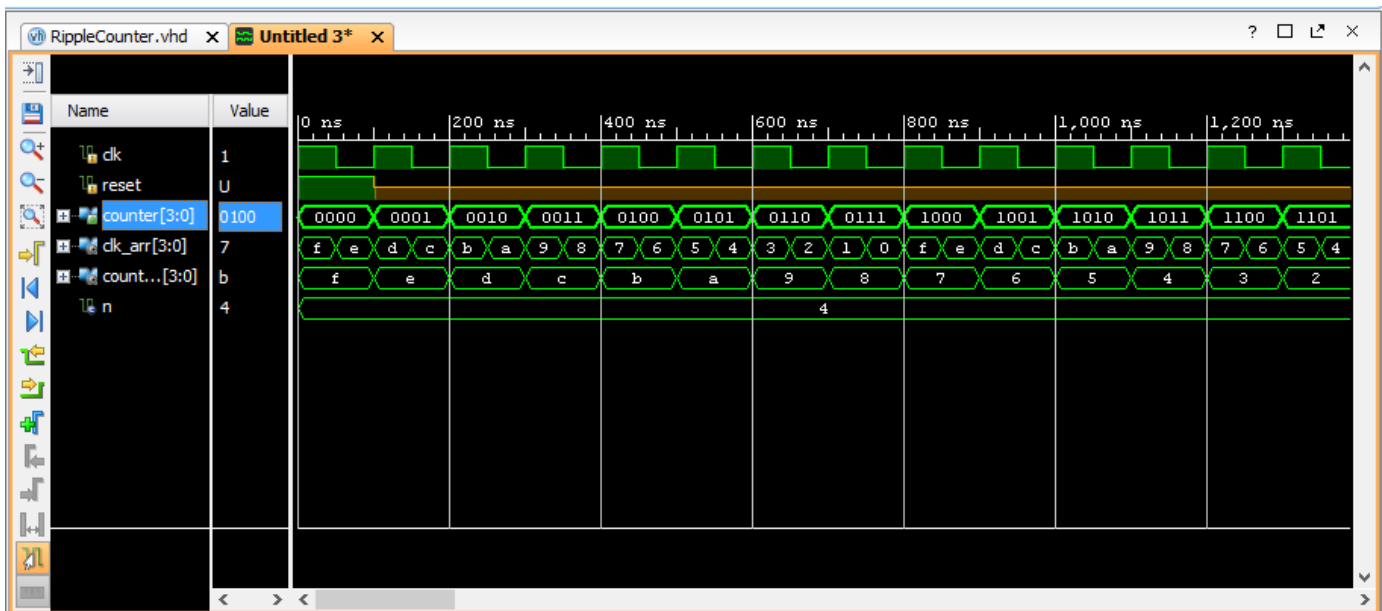 RippleCounter.vhd Untitled 3* ?
Name Value
0 ns 200 ns 400 ns 600 ns 800 ns 1,000 ns 1,200 ns
clk 1
reset U
counter[3:0] 0100 0000 0001 0010 0011 0100 0101 0110 0111 1000 1001 1010 1011 1100 1101
clk_arr[3:0] 7 f e d c b a 9 8 7 6 5 4 3 2 1 0 f e d c b a 9 8 7 6 5 4
count...[3:0] b f e d c b a 9 8 7 6 5 4 3 2
n 4 4